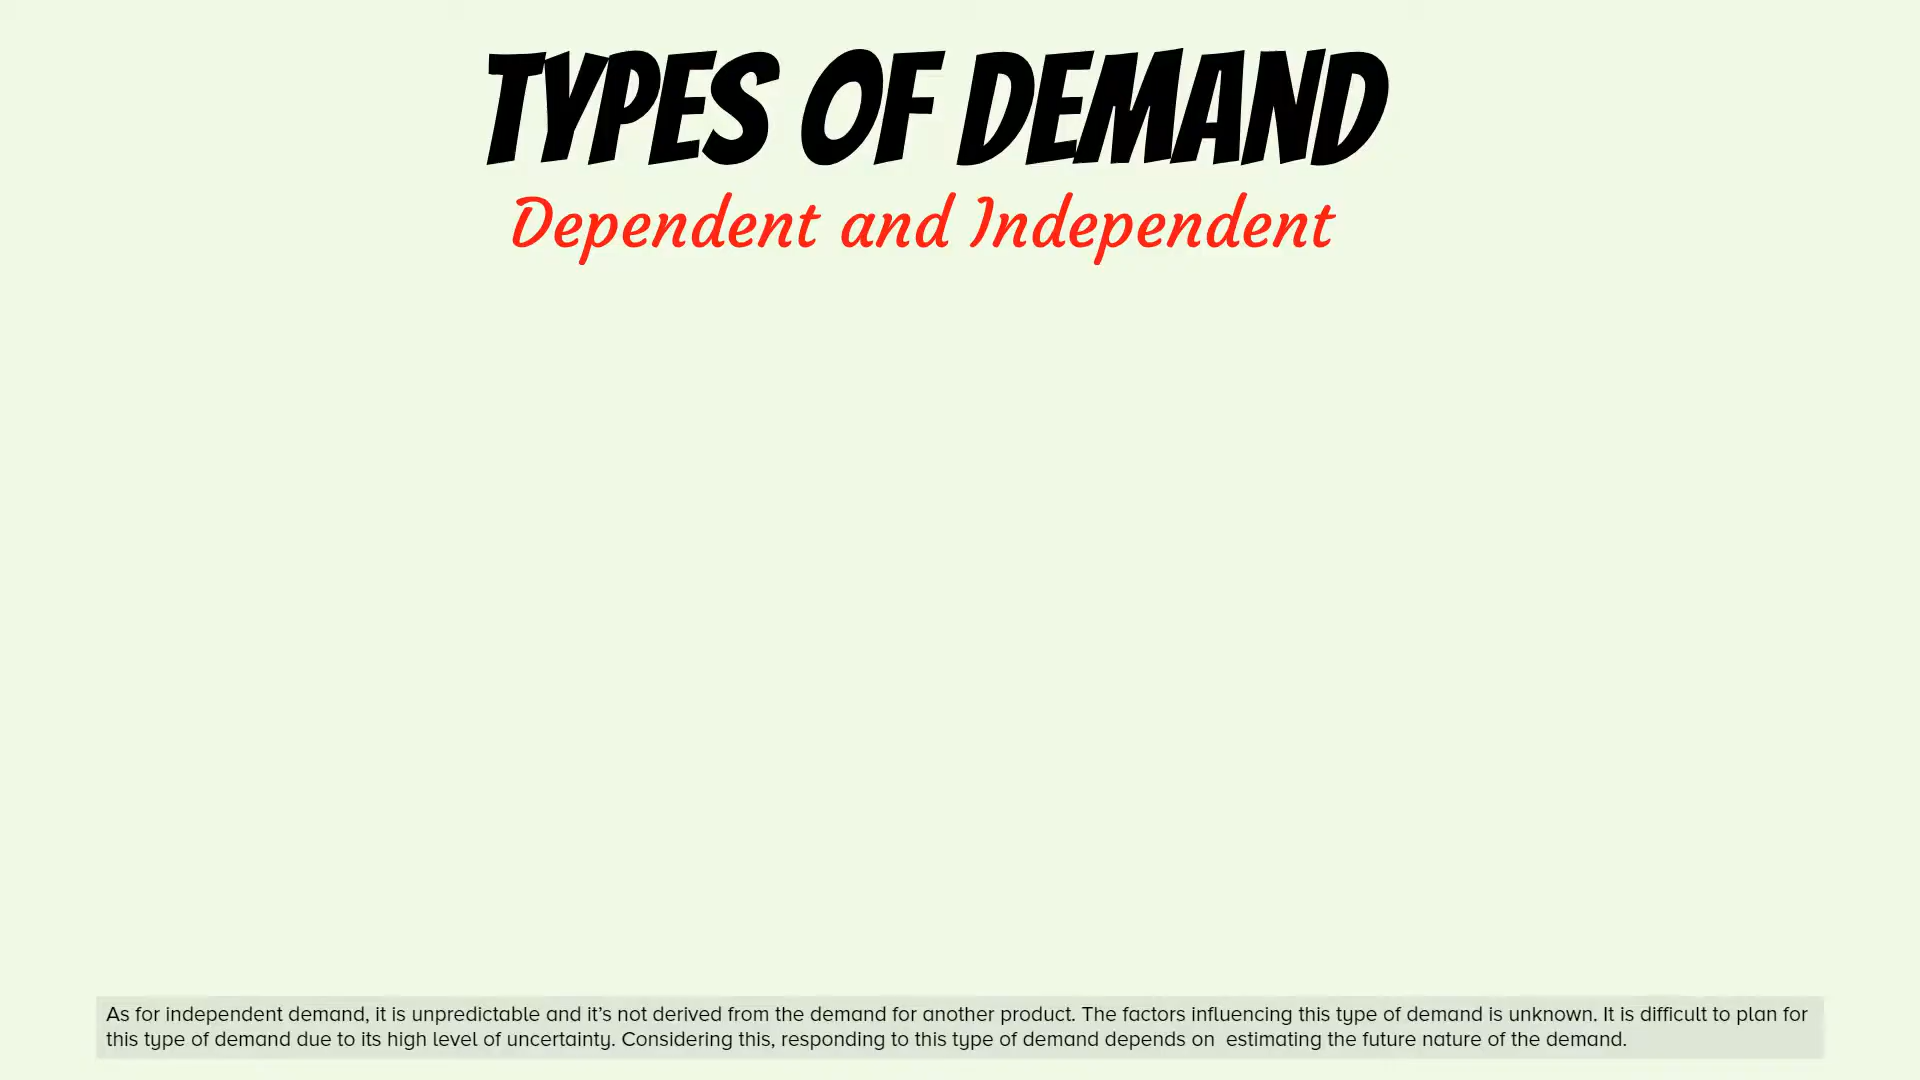 TYPES OF DEMAND
Dependent and Independent
As for independent demand, it is unpredictable and it’s not derived from the demand for another product. The factors influencing this type of demand is unknown. It is difficult to plan for
this type of demand due to its high level of uncertainty. Considering this, responding to this type of demand depends on  estimating the future nature of the demand.